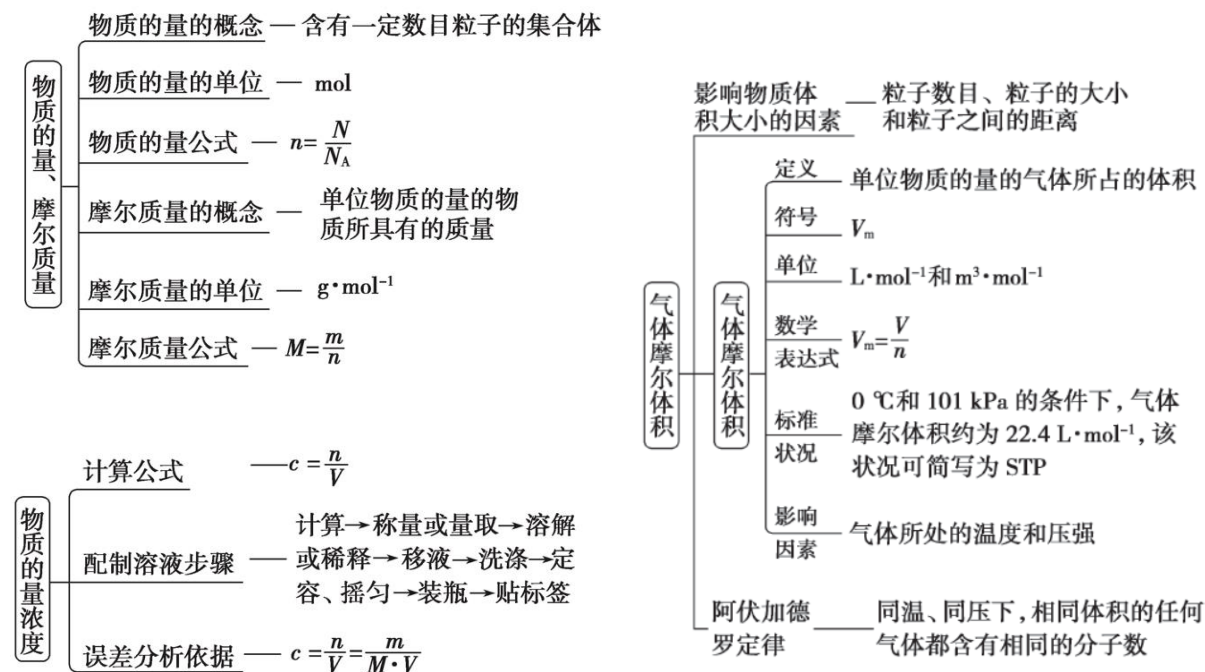 物质的量、摩尔质量
物质的量的概念 — 含有一定数目粒子的集合体
物质的量的单位 — mol
物质的量公式 — n=N/N_A
摩尔质量的概念 — 单位物质的量的物
质所具有的质量
摩尔质量的单位 — g·mol⁻¹
摩尔质量公式 — M=m/n
物质的量浓度
计算公式 — c=n/V
配制溶液步骤 — 计算→称量或量取→溶解
或稀释→移液→洗涤→定
容、摇匀→装瓶→贴标签
误差分析依据 — c=n/V=m/(M·V)
气体摩尔体积
影响物质体
积大小的因素 — 粒子数目、粒子的大小
和粒子之间的距离
气体摩尔体积
定义 单位物质的量的气体所占的体积
符号 V_m
单位 L·mol⁻¹和m³·mol⁻¹
数学
表达式 V_m=V/n
标准
状况 0 ℃和 101 kPa 的条件下,气体
摩尔体积约为 22.4 L·mol⁻¹,该
状况可简写为 STP
影响
因素 气体所处的温度和压强
阿伏加德
罗定律 — 同温、同压下,相同体积的任何
气体都含有相同的分子数